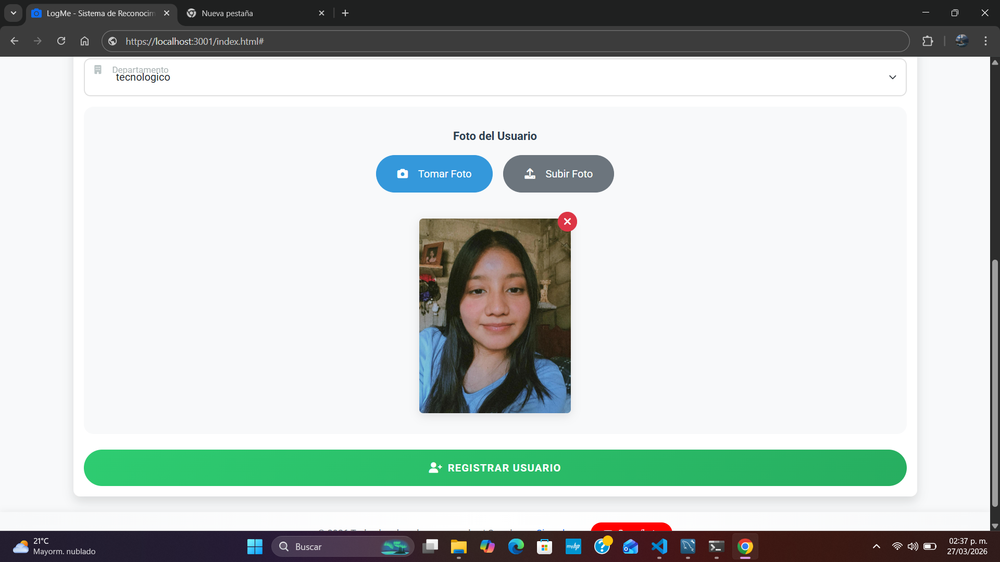 LogMe - Sistema de Reconocim
Nueva pestaña
https://localhost:3001/index.html#
Departamento
tecnologico
Foto del Usuario
Tomar Foto
Subir Foto
REGISTRAR USUARIO
21°C
Mayorm. nublado
Buscar
myhp
02:37 p. m.
27/03/2026